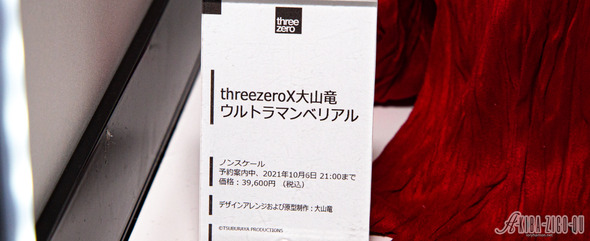 three
zero
threezeroX大山竜
ウルトラマンベリアル
ノンスケール
予約案内中、2021年10月6日 21:00まで
価格：39,600円 （税込）
デザインアレンジおよび原型制作：大山竜
©TSUBURAYA PRODUCTIONS
AKIBA-ZIGO-KU